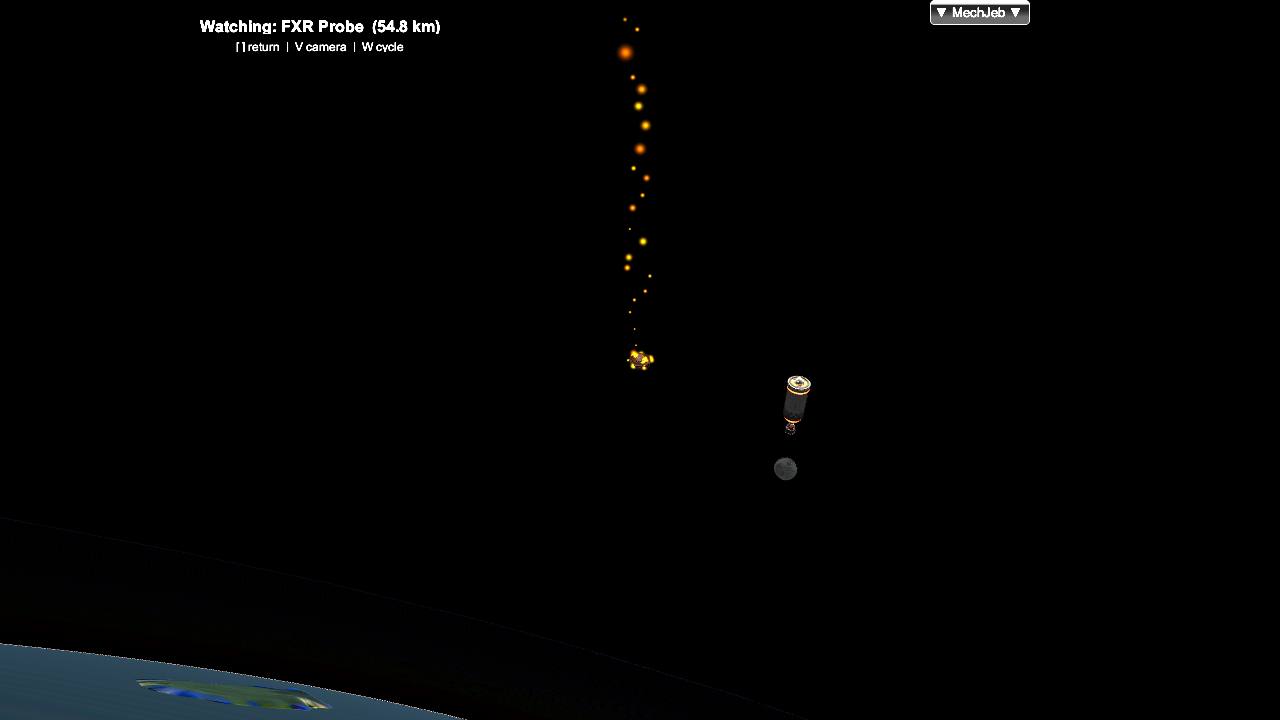 Watching: FXR Probe (54.8 km)
[ ] return | V camera | W cycle
▼ MechJeb ▼